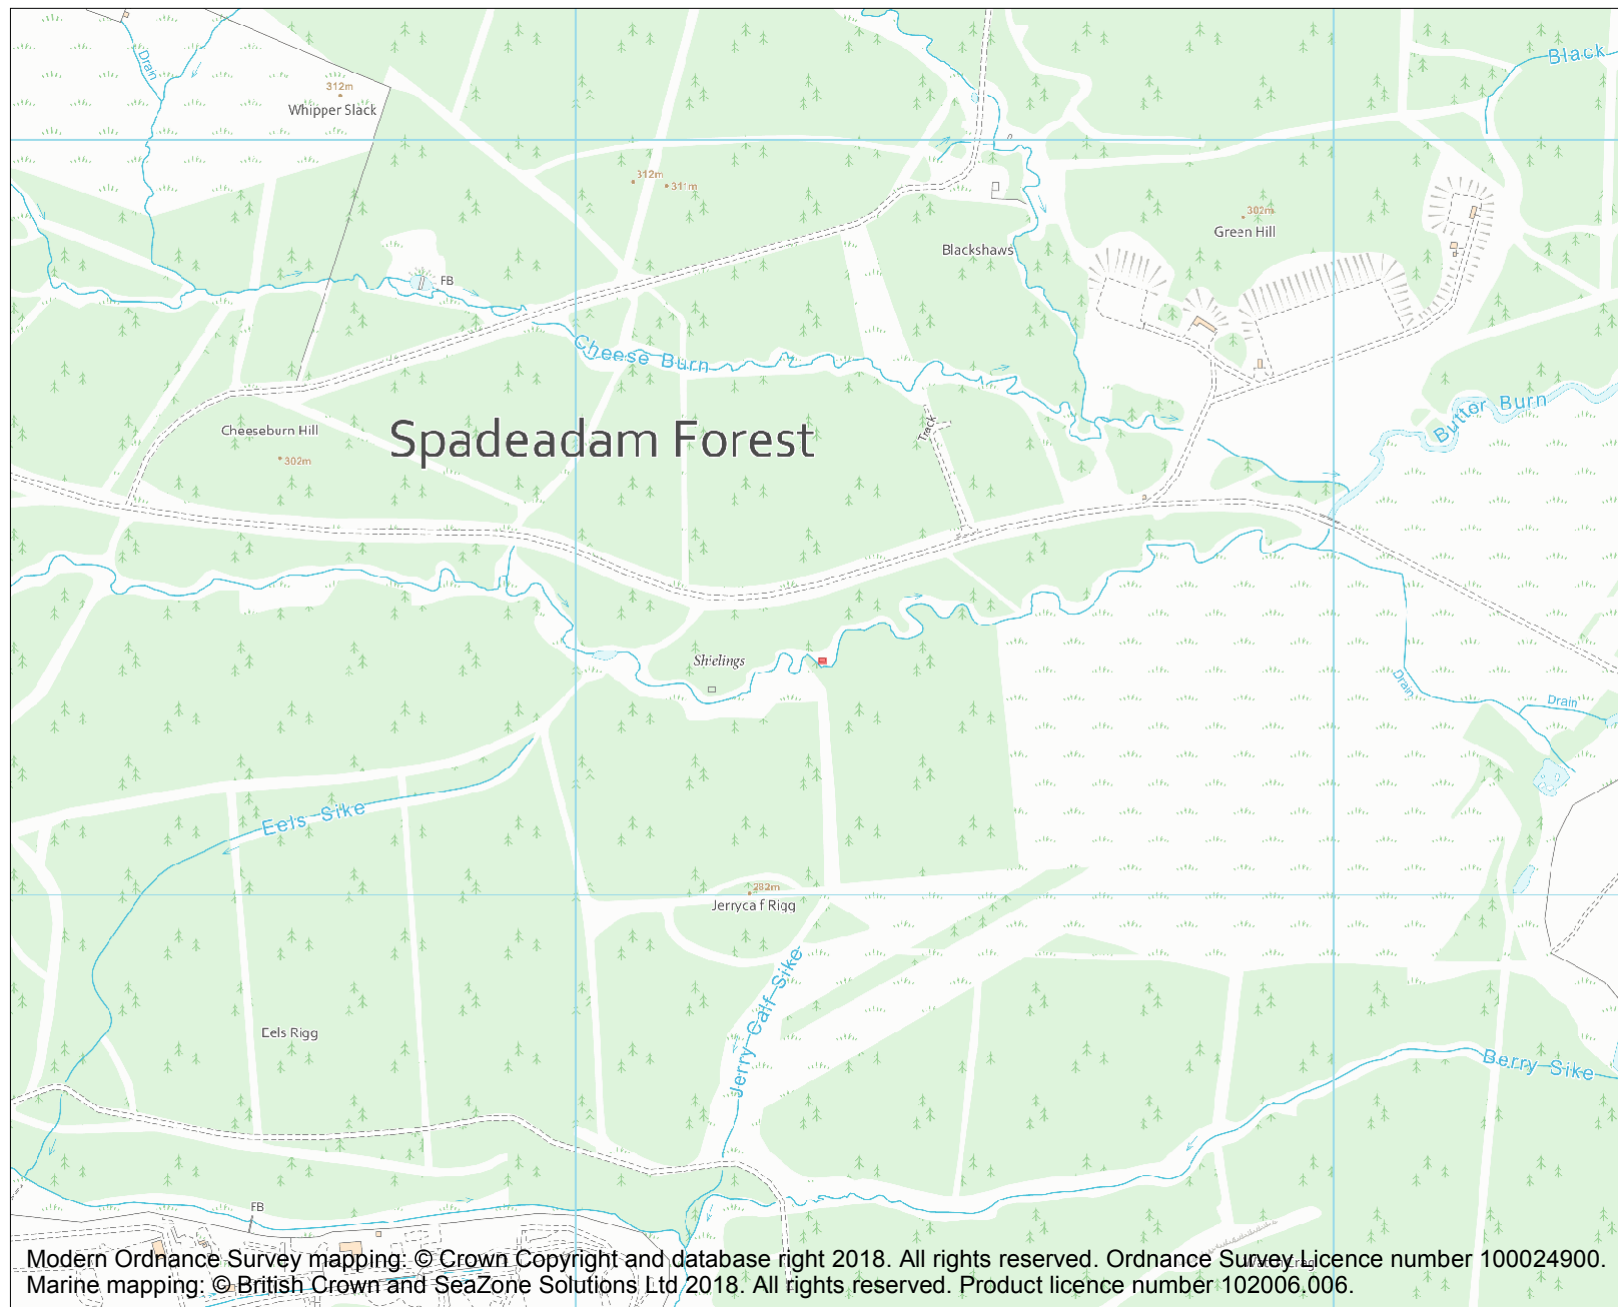 Black
Drain
312m
Whipper Slack
312m
311m
302m
Green Hill
Blackshaws
FB
Cheese Burn
Butter Burn
Spadeadam Forest
Track
Cheeseburn Hill
302m
Shielings
Drain
Drain
Eels Sike
282m
Jerryca f Rigg
Jerry Calf Sike
Eels Rigg
Berry Sike
FB
Modern Ordnance Survey mapping: © Crown Copyright and database right 2018. All rights reserved. Ordnance Survey Licence number 100024900.
Marine mapping: © British Crown and SeaZone Solutions Ltd 2018. All rights reserved. Product licence number 102006.006.